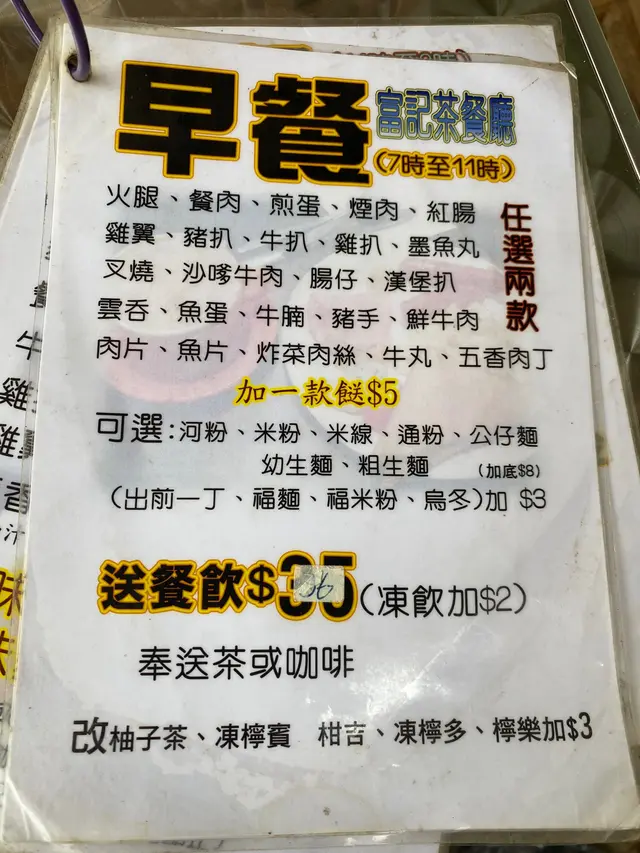 早餐 富記茶餐廳
(7時至11時)
火腿、餐肉、煎蛋、煙肉、紅腸
雞翼、豬扒、牛扒、雞扒、墨魚丸
叉燒、沙嗲牛肉、腸仔、漢堡扒
雲吞、魚蛋、牛腩、豬手、鮮牛肉
肉片、魚片、炸菜肉絲、牛丸、五香肉丁
任選兩款
加一款餸$5
可選:河粉、米粉、米線、通粉、公仔麵
幼生麵、粗生麵 (加底$8)
(出前一丁、福麵、福米粉、烏冬)加 $3
送餐飲$36(凍飲加$2)
奉送茶或咖啡
改柚子茶、凍檸賓 柑吉、凍檸多、檸樂加$3